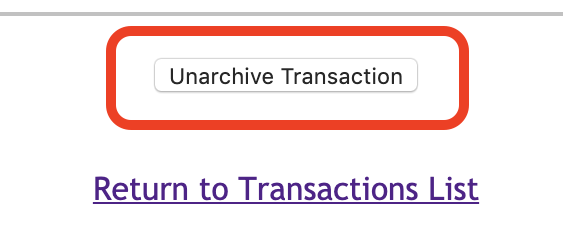 Unarchive Transaction
Return to Transactions List